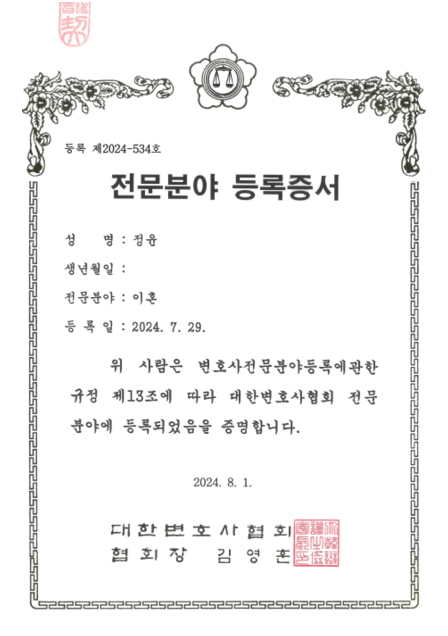 등록 제2024-534호
전문분야 등록증서
성 명 : 정윤
생년월일 :
전문분야 : 이혼
등 록 일 : 2024. 7. 29.
위 사람은 변호사전문분야등록에관한
규정 제13조에 따라 대한변호사협회 전문
분야에 등록되었음을 증명합니다.
2024. 8. 1.
대한변호사협회
협회장 김영훈